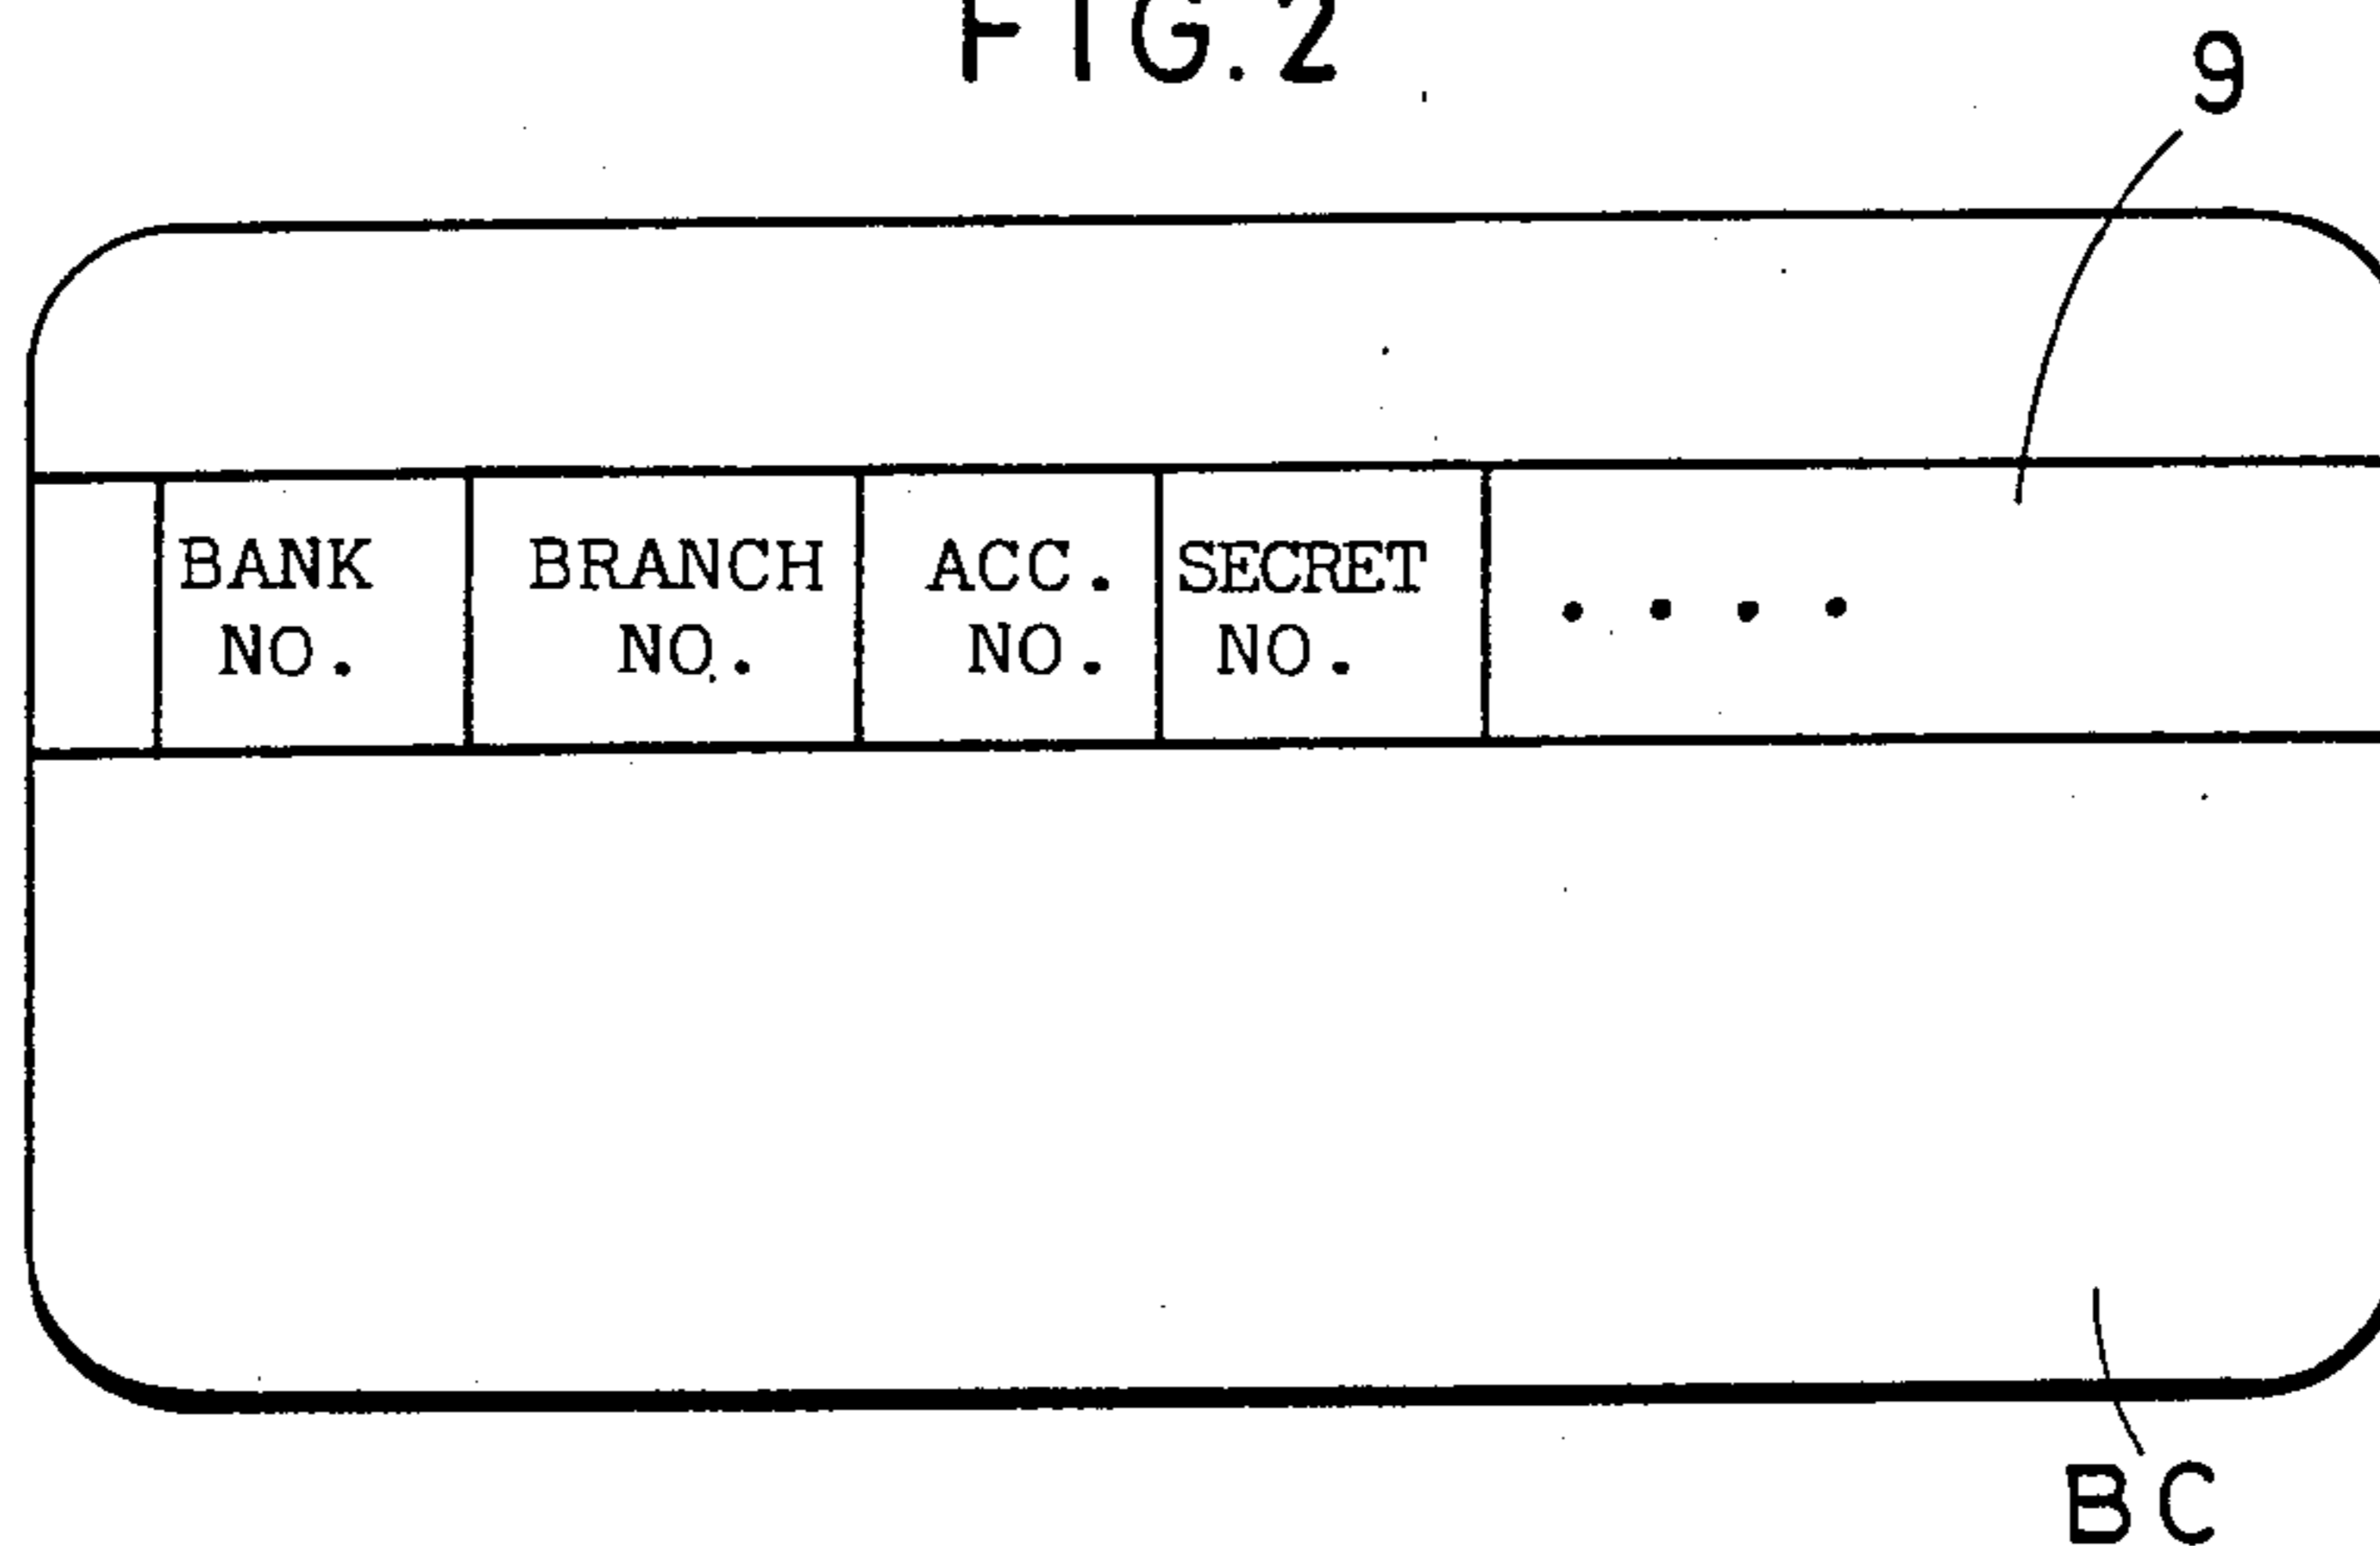 FIG.2
9
BANK NO.
BRANCH NO.
ACC. NO.
SECRET NO.
....
BC